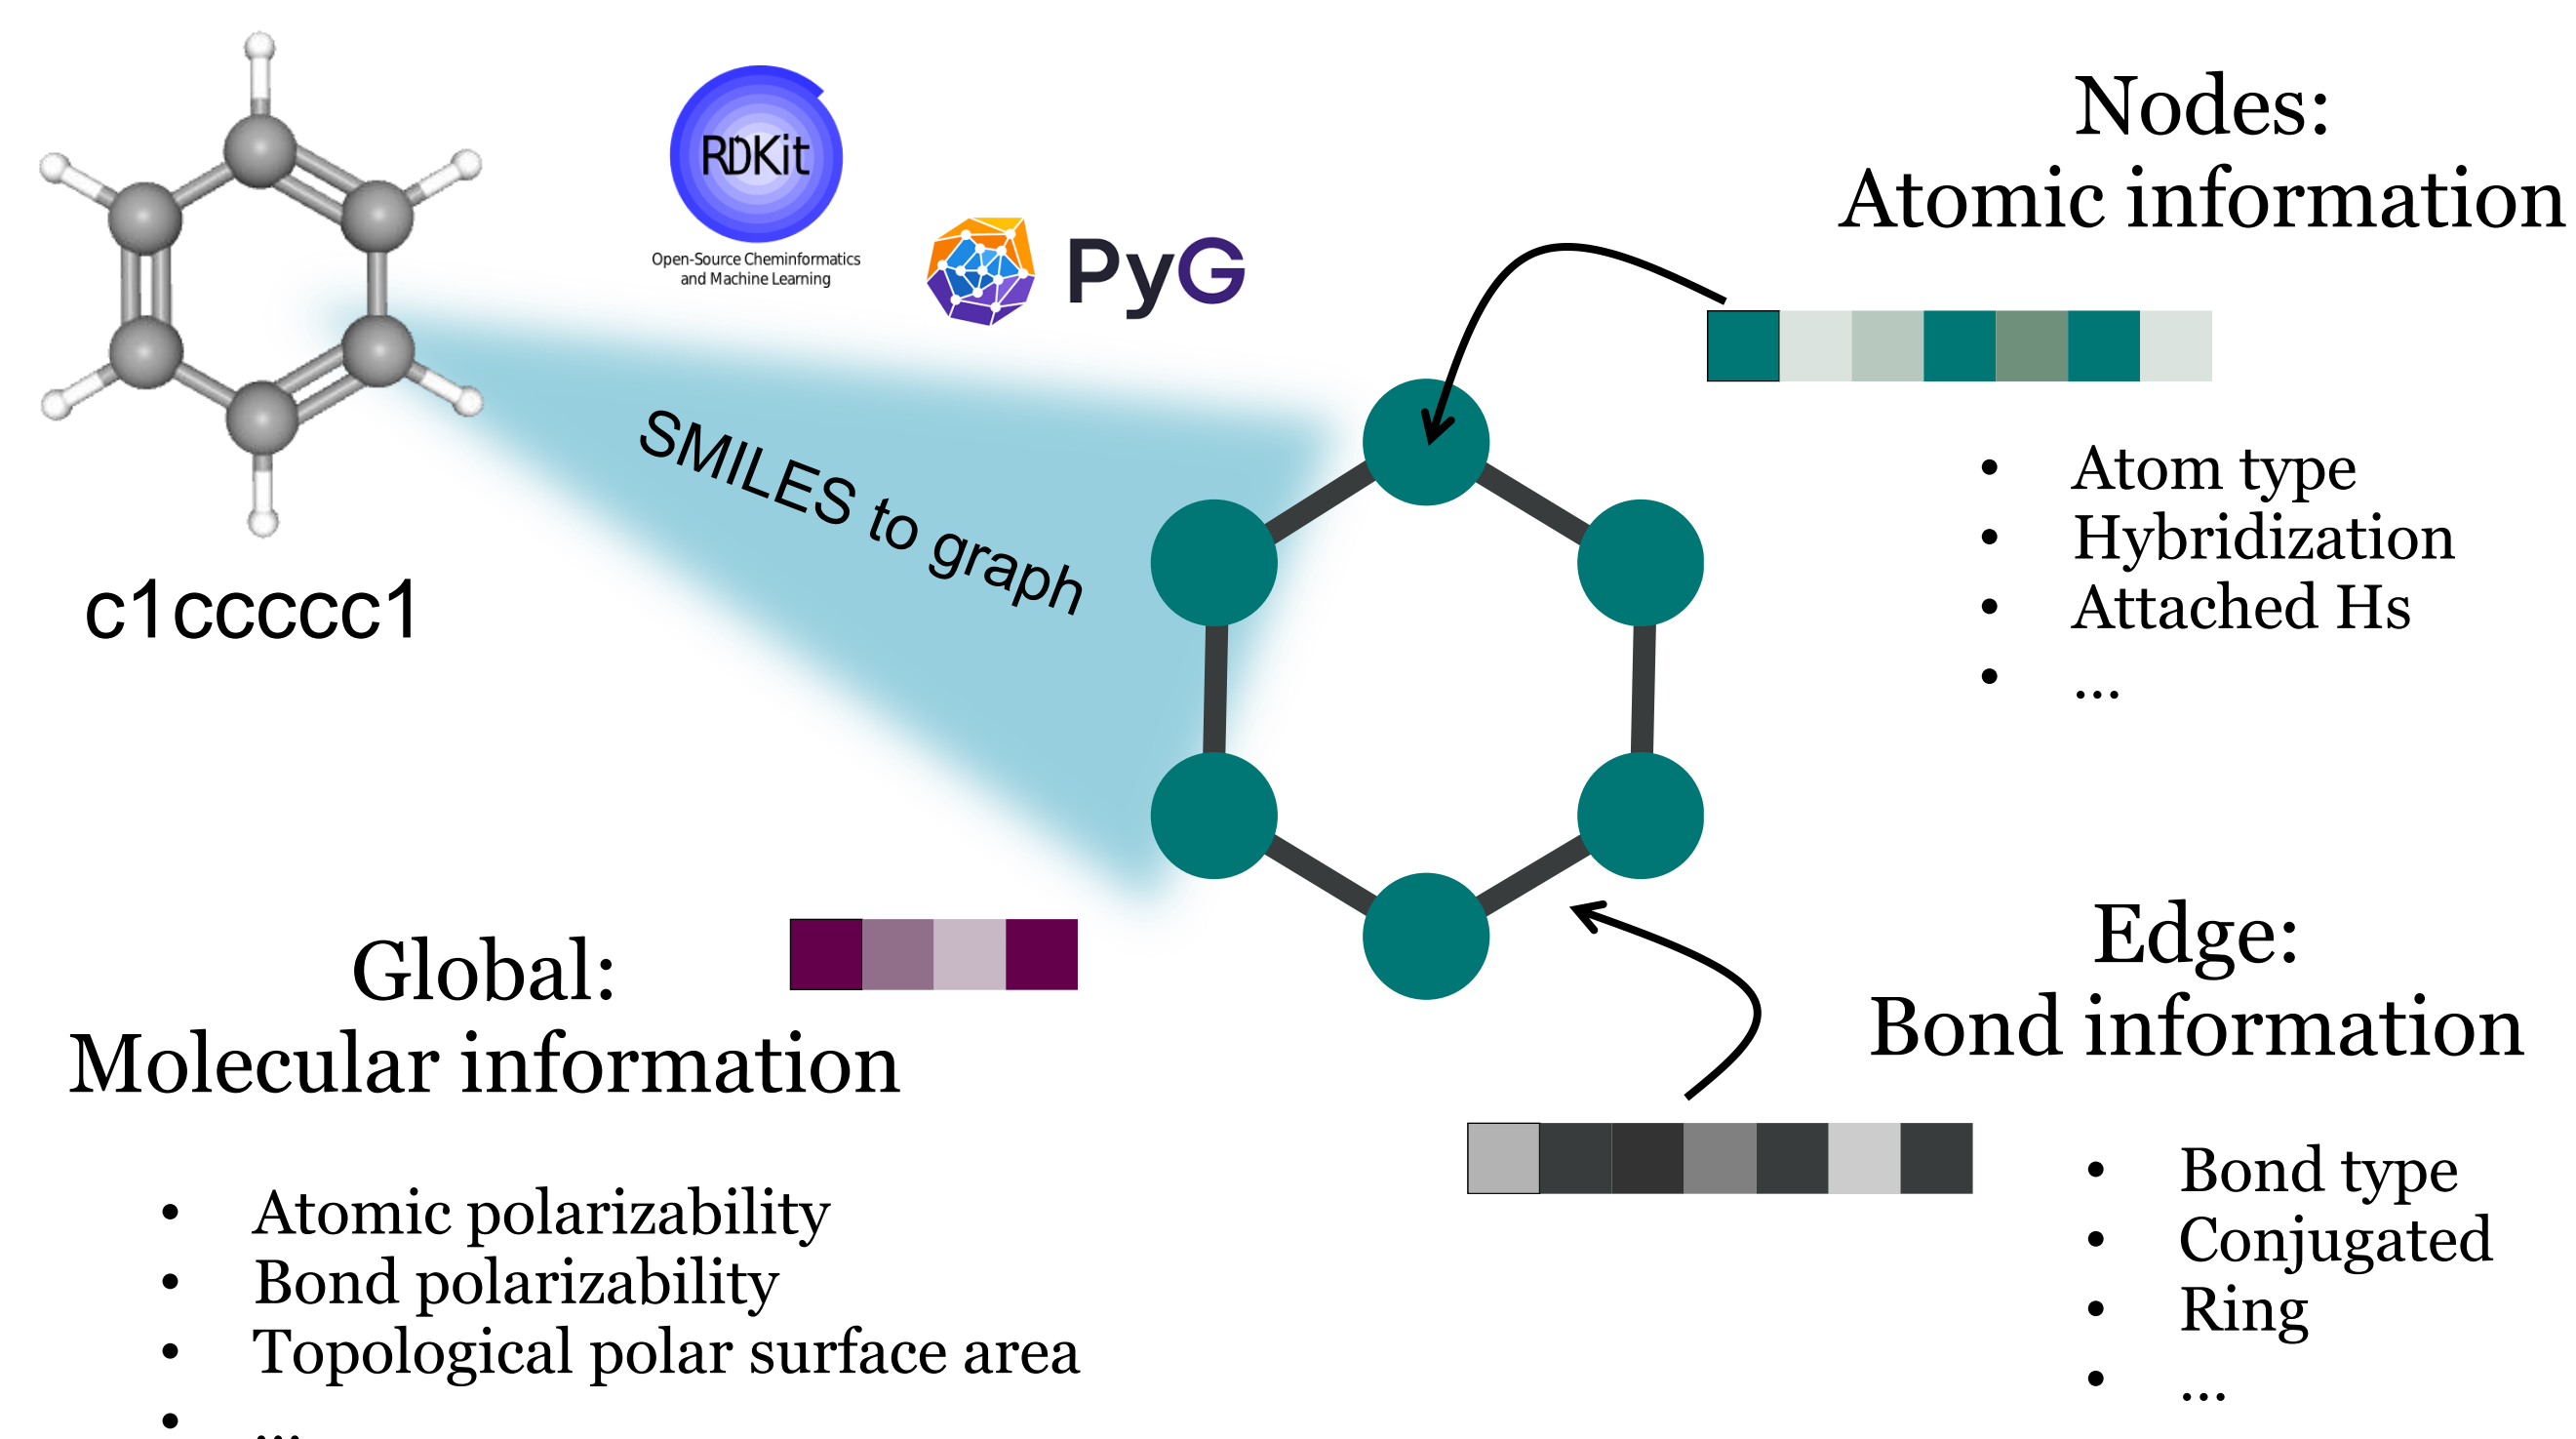 RDKit
Open-Source Cheminformatics
and Machine Learning
PyG
c1ccccc1
SMILES to graph
Nodes:
Atomic information
• Atom type
• Hybridization
• Attached Hs
• ...
Global:
Molecular information
• Atomic polarizability
• Bond polarizability
• Topological polar surface area
• ...
Edge:
Bond information
• Bond type
• Conjugated
• Ring
• ...